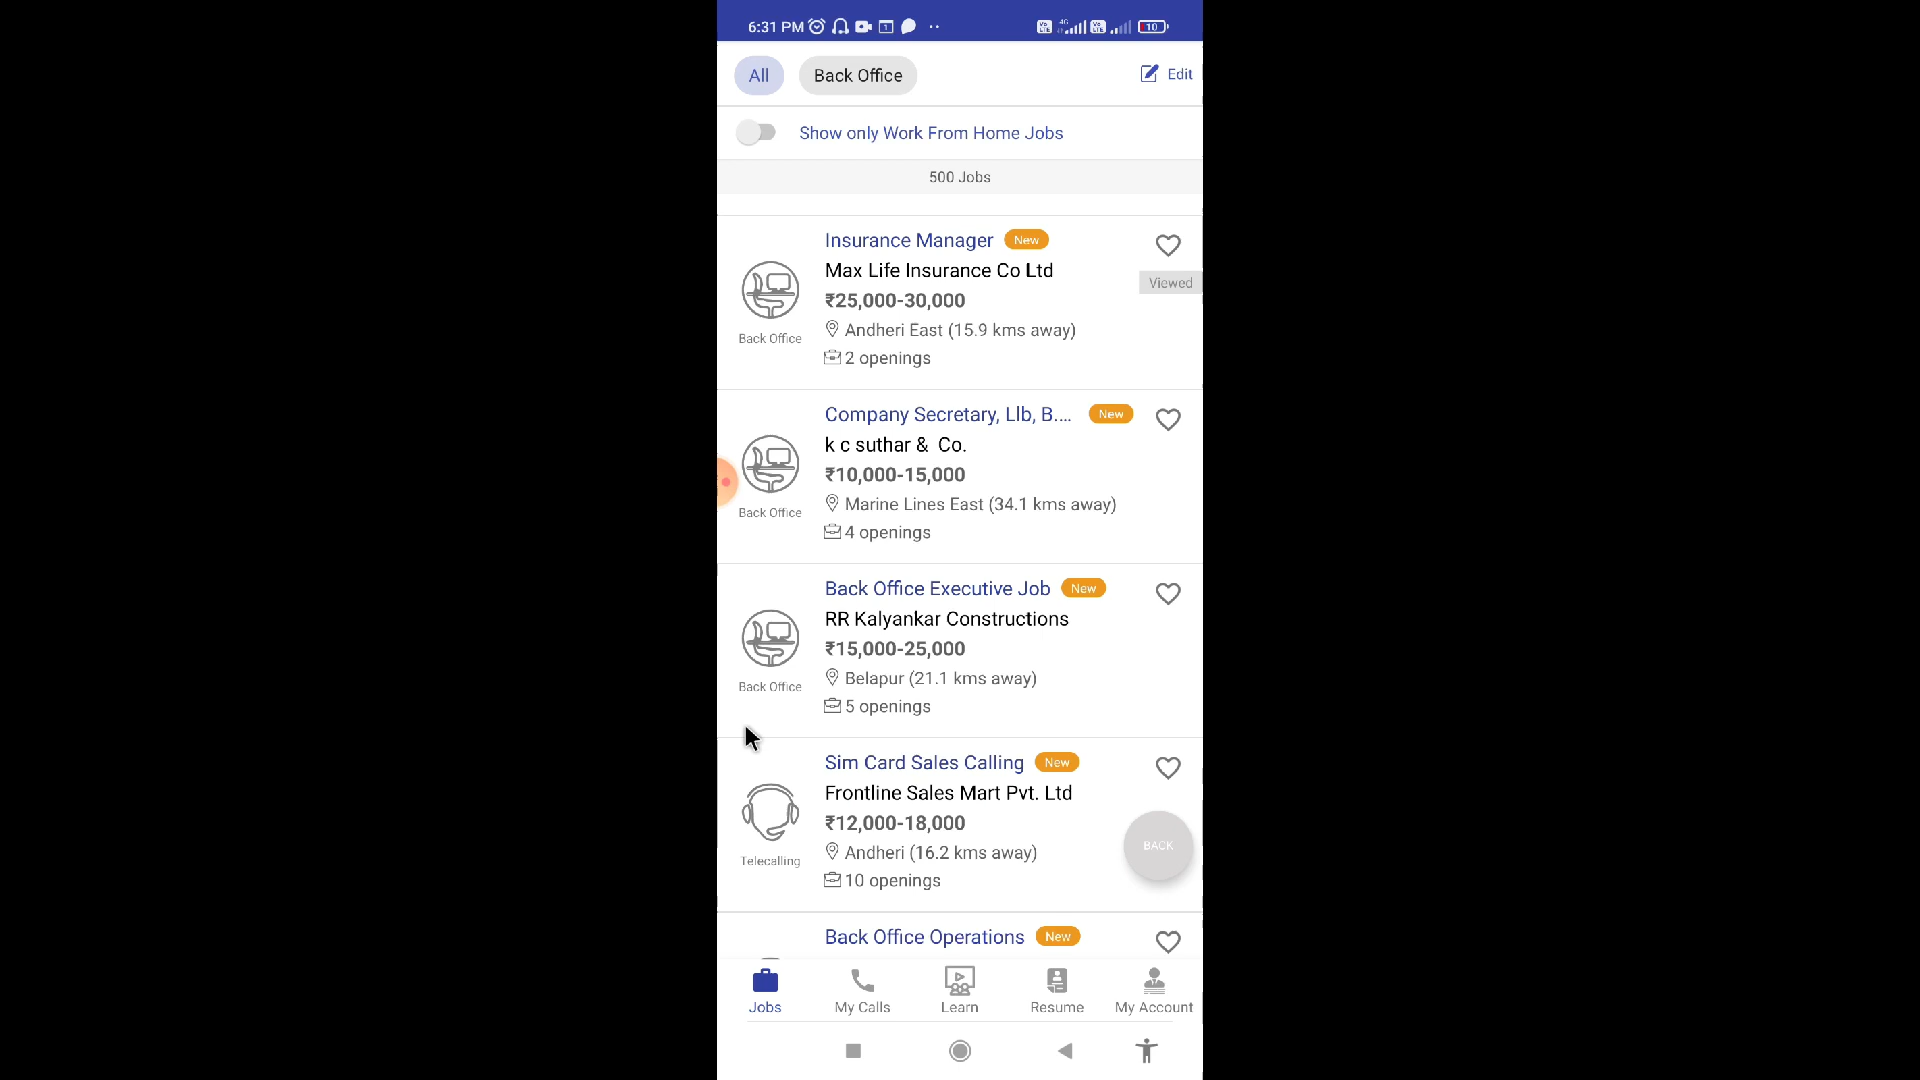 6:31 PM
10
All
Back Office
Edit
Show only Work From Home Jobs
500 Jobs
Insurance Manager New
Max Life Insurance Co Ltd
Viewed
₹25,000-30,000
Andheri East (15.9 kms away)
Back Office
2 openings
Company Secretary, Llb, B.... New
k c suthar & Co.
₹10,000-15,000
Marine Lines East (34.1 kms away)
Back Office
4 openings
Back Office Executive Job New
RR Kalyankar Constructions
₹15,000-25,000
Belapur (21.1 kms away)
Back Office
5 openings
Sim Card Sales Calling New
Frontline Sales Mart Pvt. Ltd
₹12,000-18,000
BACK
Andheri (16.2 kms away)
Telecalling
10 openings
Back Office Operations New
Jobs
My Calls
Learn
Resume
My Account